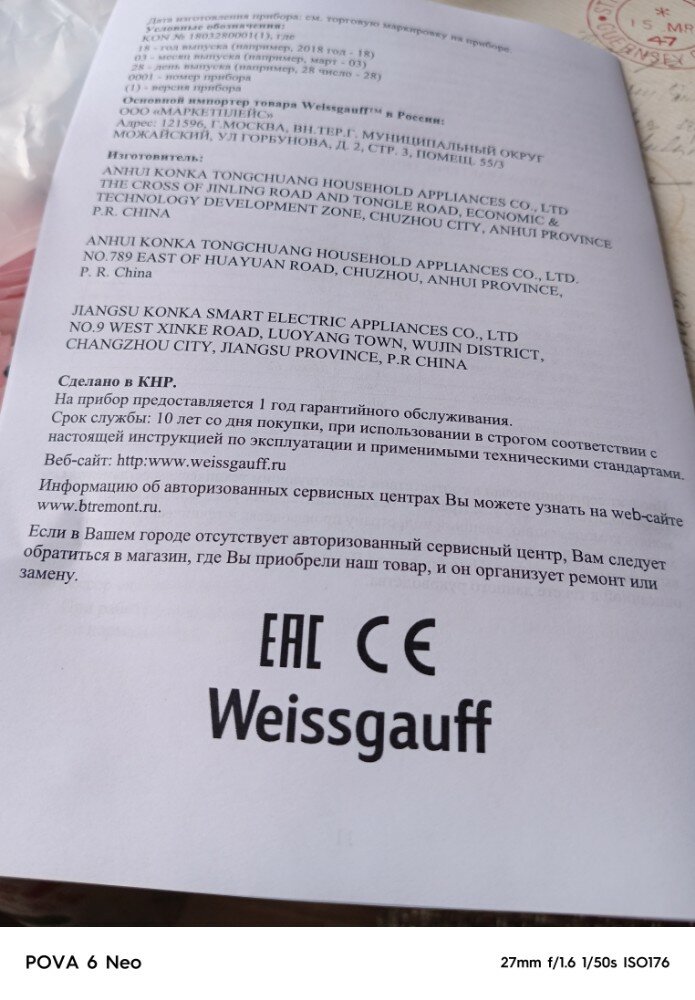 Дата изготовления прибора: см. торговую маркировку на приборе.
Условные обозначения:
KON № 1803280001(1), где
18 - год выпуска (например, 2018 год - 18)
03 - месяц выпуска (например, март - 03)
28 - день выпуска (например, 28 число - 28)
0001 - номер прибора
(1) - версия прибора
Основной импортер товара Weissgauff™ в России:
ООО «МАРКЕТПЛЕЙС»
Адрес: 121596, Г.МОСКВА, ВН.ТЕР.Г. МУНИЦИПАЛЬНЫЙ ОКРУГ
МОЖАЙСКИЙ, УЛ ГОРБУНОВА, Д. 2, СТР. 3, ПОМЕЩ 55/3
Изготовитель:
ANHUI KONKA TONGCHUANG HOUSEHOLD APPLIANCES CO., LTD
THE CROSS OF JINLING ROAD AND TONGLE ROAD, ECONOMIC &
TECHNOLOGY DEVELOPMENT ZONE, CHUZHOU CITY, ANHUI PROVINCE
P.R. CHINA
ANHUI KONKA TONGCHUANG HOUSEHOLD APPLIANCES CO., LTD.
NO.789 EAST OF HUAYUAN ROAD, CHUZHOU, ANHUI PROVINCE,
P. R. China
JIANGSU KONKA SMART ELECTRIC APPLIANCES CO., LTD
NO.9 WEST XINKE ROAD, LUOYANG TOWN, WUJIN DISTRICT,
CHANGZHOU CITY, JIANGSU PROVINCE, P.R CHINA
Сделано в КНР.
На прибор предоставляется 1 год гарантийного обслуживания.
Срок службы: 10 лет со дня покупки, при использовании в строгом соответствии с
настоящей инструкцией по эксплуатации и применимыми техническими стандартами.
Веб-сайт: http:www.weissgauff.ru
Информацию об авторизованных сервисных центрах Вы можете узнать на web-сайте
www.btremont.ru.
Если в Вашем городе отсутствует авторизованный сервисный центр, Вам следует
обратиться в магазин, где Вы приобрели наш товар, и он организует ремонт или
замену.
EAC CE
Weissgauff
15 MR
47
GUERNSEY
POVA 6 Neo
27mm f/1.6 1/50s ISO176